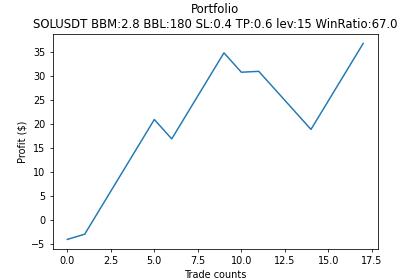 Portfolio
SOLUSDT BBM:2.8 BBL:180 SL:0.4 TP:0.6 lev:15 WinRatio:67.0
35
30
25
20
15
10
5
0
−5
Profit ($)
0.0 2.5 5.0 7.5 10.0 12.5 15.0 17.5
Trade counts